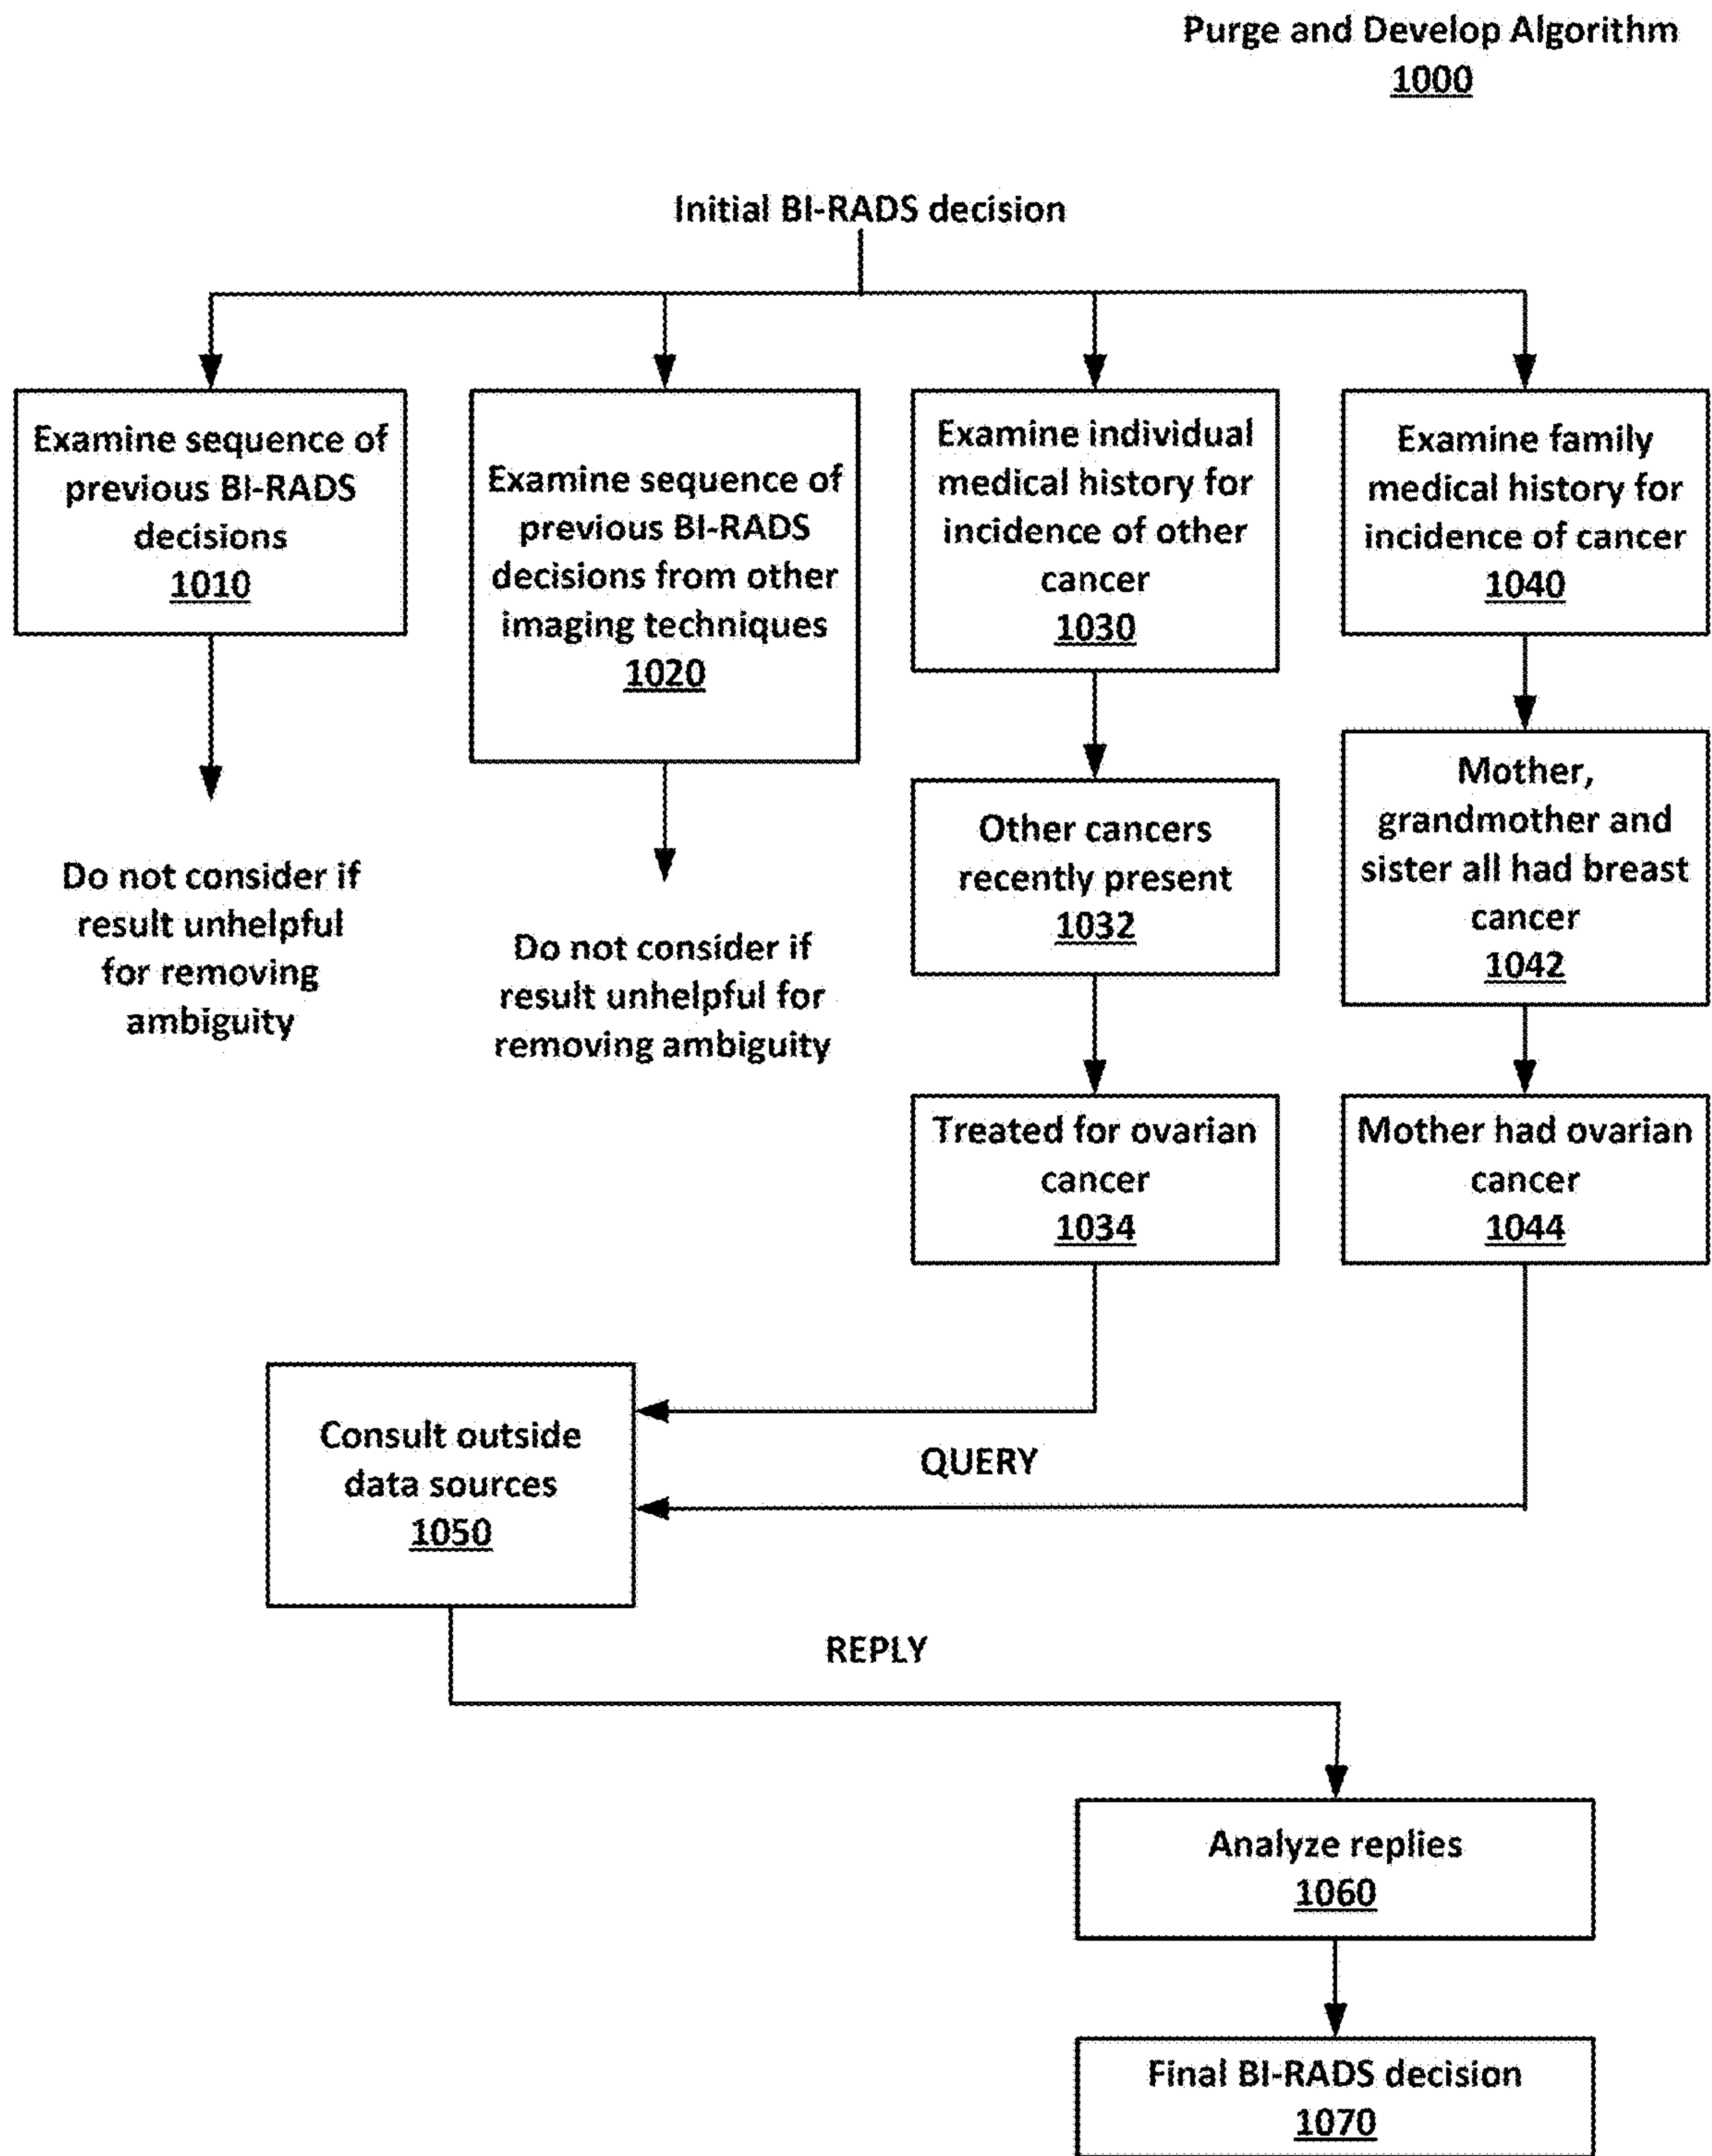 Purge and Develop Algorithm
1000
Initial BI-RADS decision
Examine sequence of
previous BI-RADS
decisions
1010
Examine sequence of
previous BI-RADS
decisions from other
imaging techniques
1020
Examine individual
medical history for
incidence of other
cancer
1030
Examine family
medical history for
incidence of cancer
1040
Do not consider if
result unhelpful
for removing
ambiguity
Do not consider if
result unhelpful for
removing ambiguity
Other cancers
recently present
1032
Mother,
grandmother and
sister all had breast
cancer
1042
Treated for ovarian
cancer
1034
Mother had ovarian
cancer
1044
Consult outside
data sources
1050
QUERY
REPLY
Analyze replies
1060
Final BI-RADS decision
1070